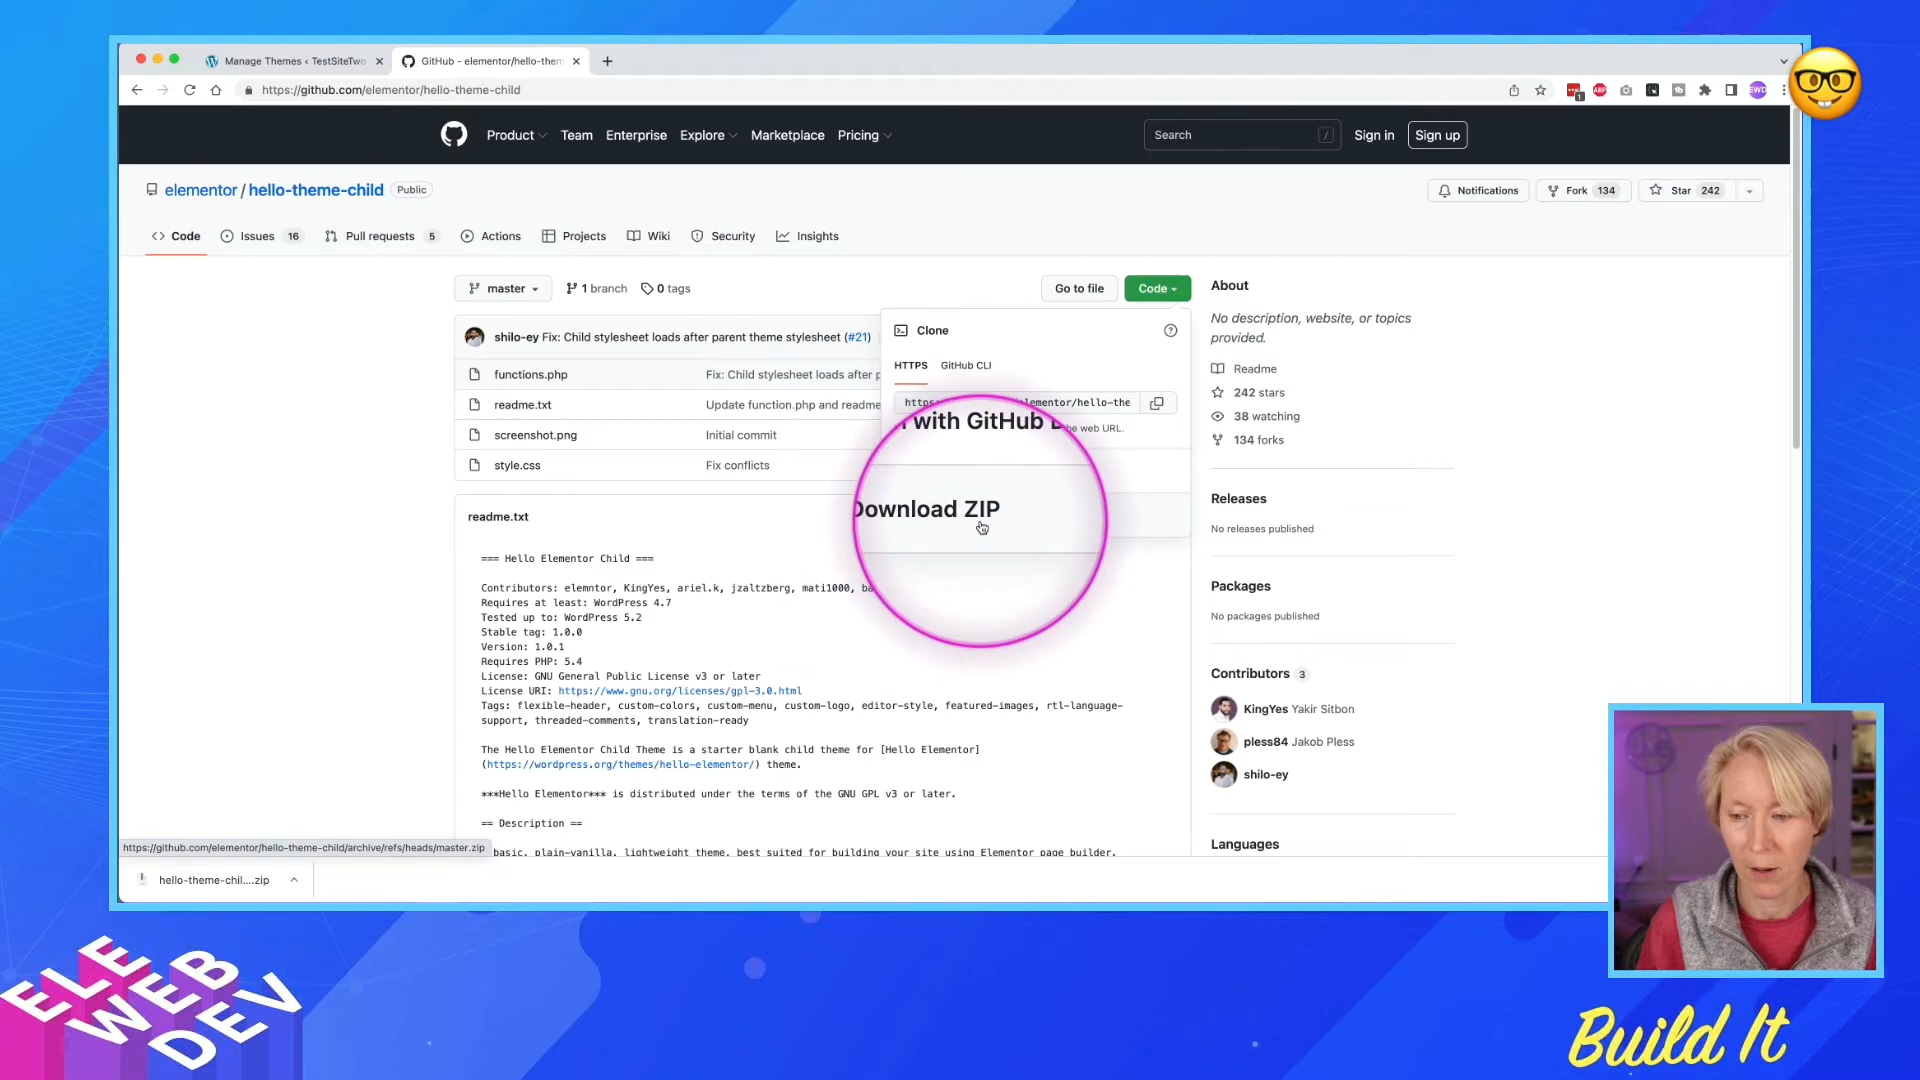 Manage Themes ‹ TestSiteTwo
GitHub - elementor/hello-them
https://github.com/elementor/hello-theme-child
1
ABP
EWD
Product
Team
Enterprise
Explore
Marketplace
Pricing
Search
/
Sign in
Sign up
elementor / hello-theme-child
Public
Notifications
Fork 134
Star 242
Code
Issues 16
Pull requests 5
Actions
Projects
Wiki
Security
Insights
master
1 branch
0 tags
Go to file
Code
About
No description, website, or topics
provided.
Readme
242 stars
38 watching
134 forks
Releases
No releases published
Packages
No packages published
Contributors 3
KingYes Yakir Sitbon
pless84 Jakob Pless
shilo-ey
Languages
Clone
HTTPS
GitHub CLI
elementor/hello-the
the web URL.
with GitHub
Download ZIP
shilo-ey Fix: Child stylesheet loads after parent theme stylesheet (#21)
functions.php
Fix: Child stylesheet loads after p
readme.txt
Update function.php and readme
screenshot.png
Initial commit
style.css
Fix conflicts
readme.txt
=== Hello Elementor Child ===
Contributors: elemntor, KingYes, ariel.k, jzaltzberg, mati1000, ba
Requires at least: WordPress 4.7
Tested up to: WordPress 5.2
Stable tag: 1.0.0
Version: 1.0.1
Requires PHP: 5.4
License: GNU General Public License v3 or later
License URI: https://www.gnu.org/licenses/gpl-3.0.html
Tags: flexible-header, custom-colors, custom-menu, custom-logo, editor-style, featured-images, rtl-language-
support, threaded-comments, translation-ready
The Hello Elementor Child Theme is a starter blank child theme for [Hello Elementor]
(https://wordpress.org/themes/hello-elementor/) theme.
***Hello Elementor*** is distributed under the terms of the GNU GPL v3 or later.
== Description ==
basic, plain-vanilla, lightweight theme, best suited for building your site using Elementor page builder.
https://github.com/elementor/hello-theme-child/archive/refs/heads/master.zip
hello-theme-chil....zip
ELE
WEB
DEV
Build It